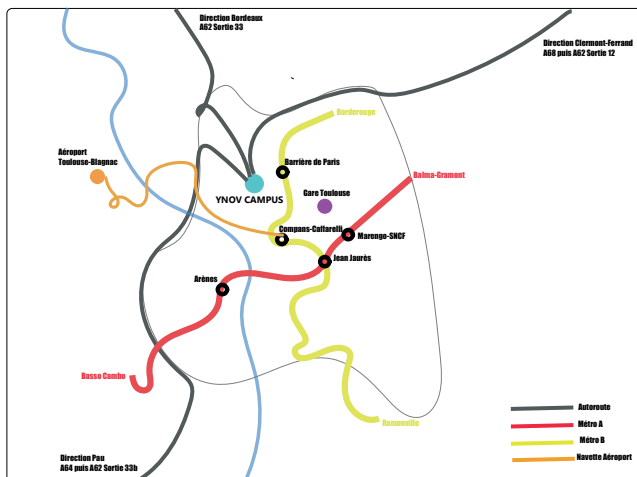 Direction Bordeaux
A62 Sortie 33
Direction Clermont-Ferrand
A68 puis A62 Sortie 12
Borderouge
Aéroport
Toulouse-Blagnac
Barrière de Paris
Balma-Gramont
YNOV CAMPUS
Gare Toulouse
Compans-Caffarelli
Marengo-SNCF
Jean Jaurès
Arènes
Basso Cambo
Ramonville
Direction Pau
A64 puis A62 Sortie 33b
Autoroute
Métro A
Métro B
Navette Aéroport